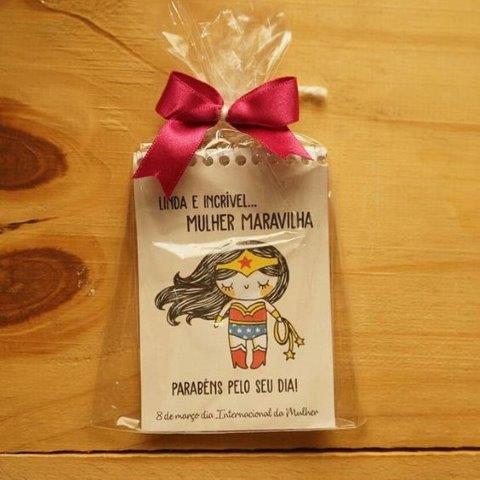 LINDA E INCRÍVEL...
MULHER MARAVILHA
PARABÉNS PELO SEU DIA!
8 de março dia Internacional da Mulher